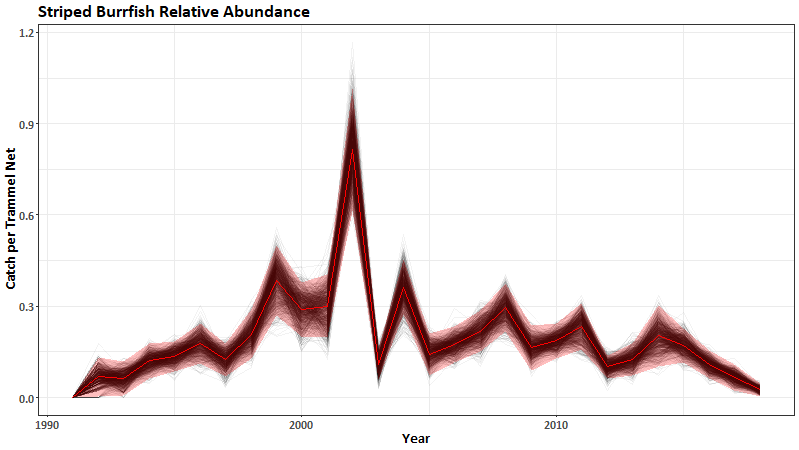 Striped Burrfish Relative Abundance
1.2
0.9
0.6
0.3
0.0
Catch per Trammel Net
1990
2000
2010
Year